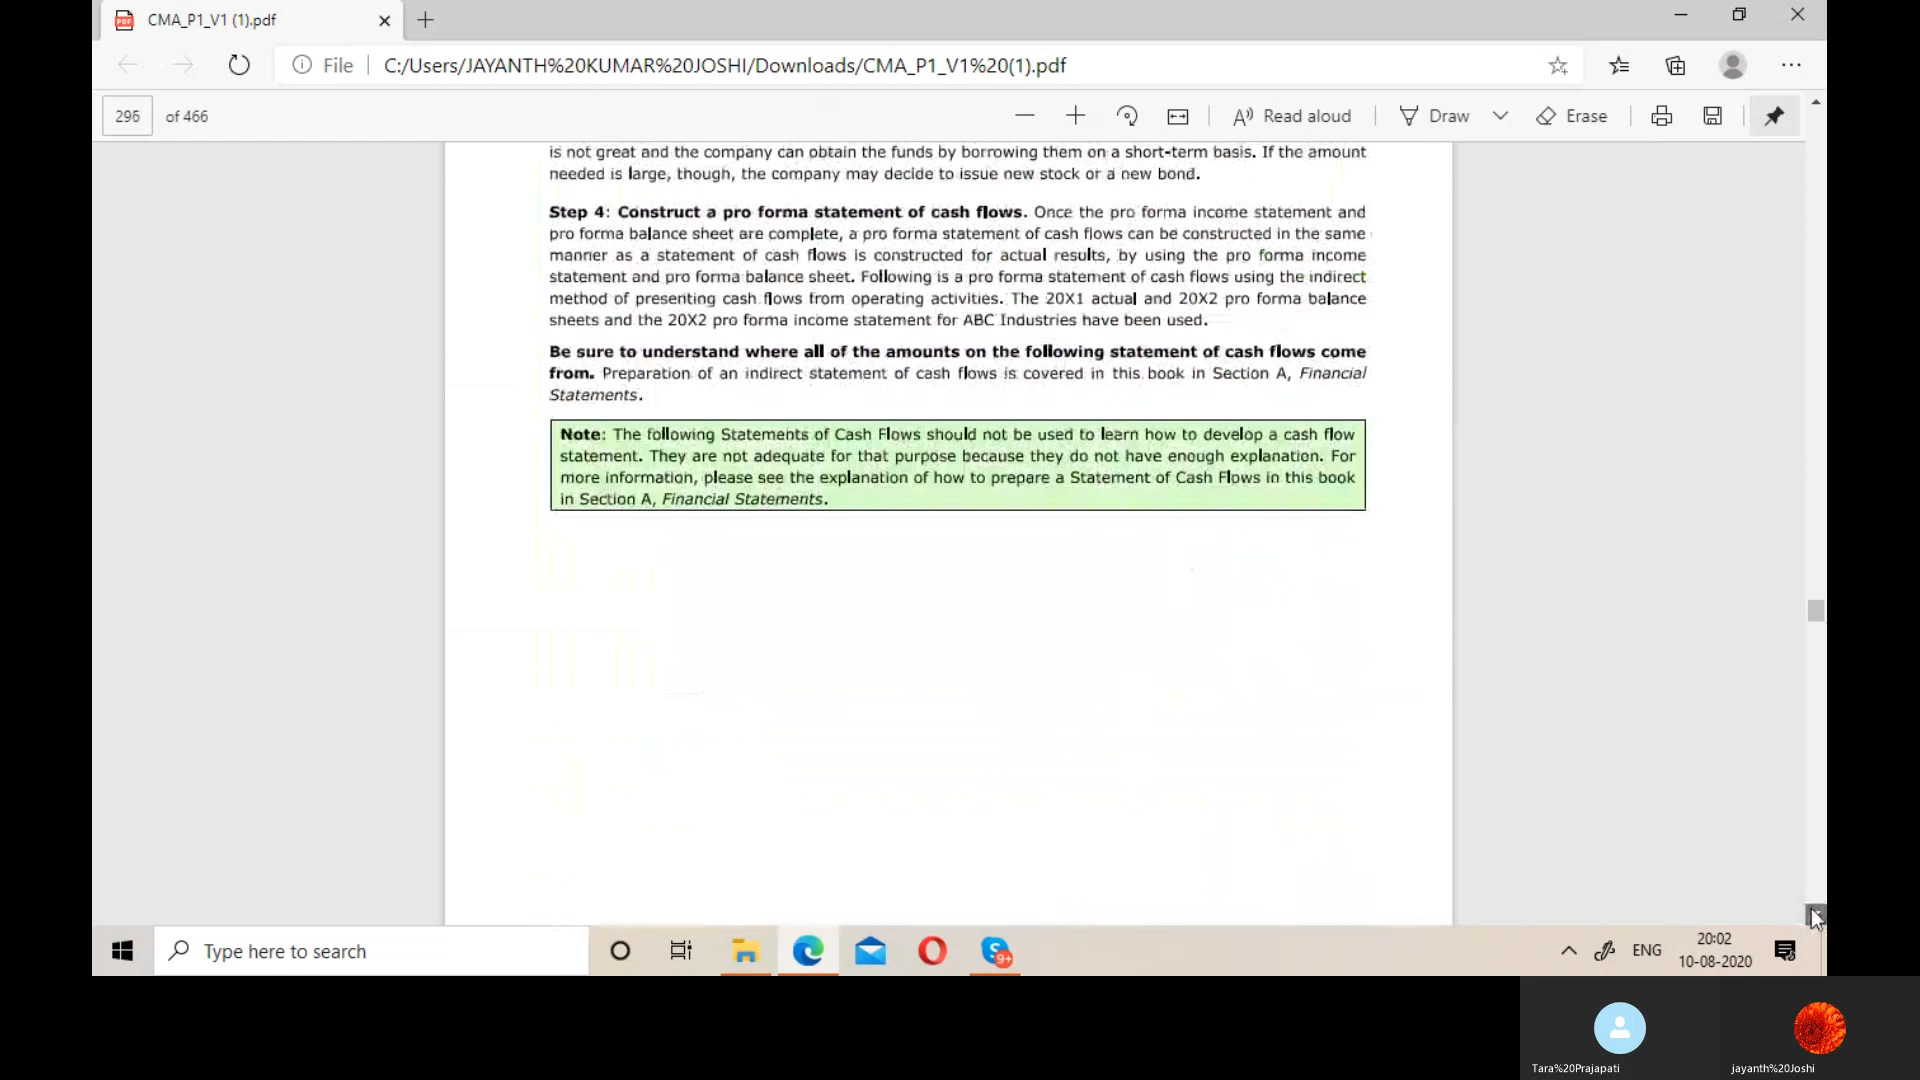 CMA_P1_V1 (1).pdf
File
C:/Users/JAYANTH%20KUMAR%20JOSHI/Downloads/CMA_P1_V1%20(1).pdf
296 of 466
Read aloud
Draw
Erase
is not great and the company can obtain the funds by borrowing them on a short-term basis. If the amount
needed is large, though, the company may decide to issue new stock or a new bond.
Step 4: Construct a pro forma statement of cash flows. Once the pro forma income statement and
pro forma balance sheet are complete, a pro forma statement of cash flows can be constructed in the same
manner as a statement of cash flows is constructed for actual results, by using the pro forma income
statement and pro forma balance sheet. Following is a pro forma statement of cash flows using the indirect
method of presenting cash flows from operating activities. The 20X1 actual and 20X2 pro forma balance
sheets and the 20X2 pro forma income statement for ABC Industries have been used.
Be sure to understand where all of the amounts on the following statement of cash flows come
from. Preparation of an indirect statement of cash flows is covered in this book in Section A, Financial
Statements.
Note: The following Statements of Cash Flows should not be used to learn how to develop a cash flow
statement. They are not adequate for that purpose because they do not have enough explanation. For
more information, please see the explanation of how to prepare a Statement of Cash Flows in this book
in Section A, Financial Statements.
Type here to search
9+
ENG
20:02
10-08-2020
Tara%20Prajapati
jayanth%20Joshi